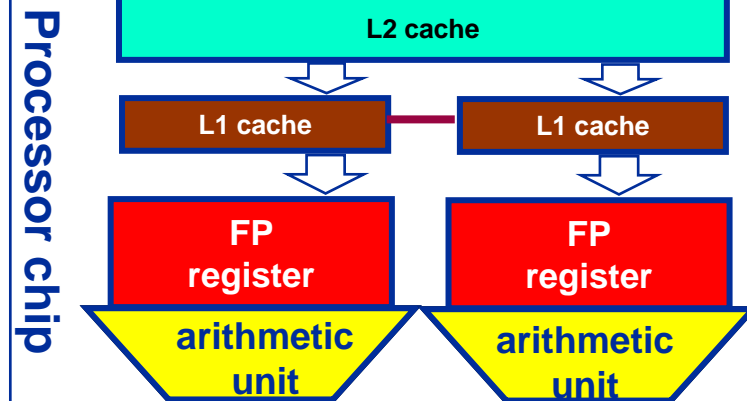 Processor chip
L2 cache
L1 cache
L1 cache
FP
register
FP
register
arithmetic
unit
arithmetic
unit